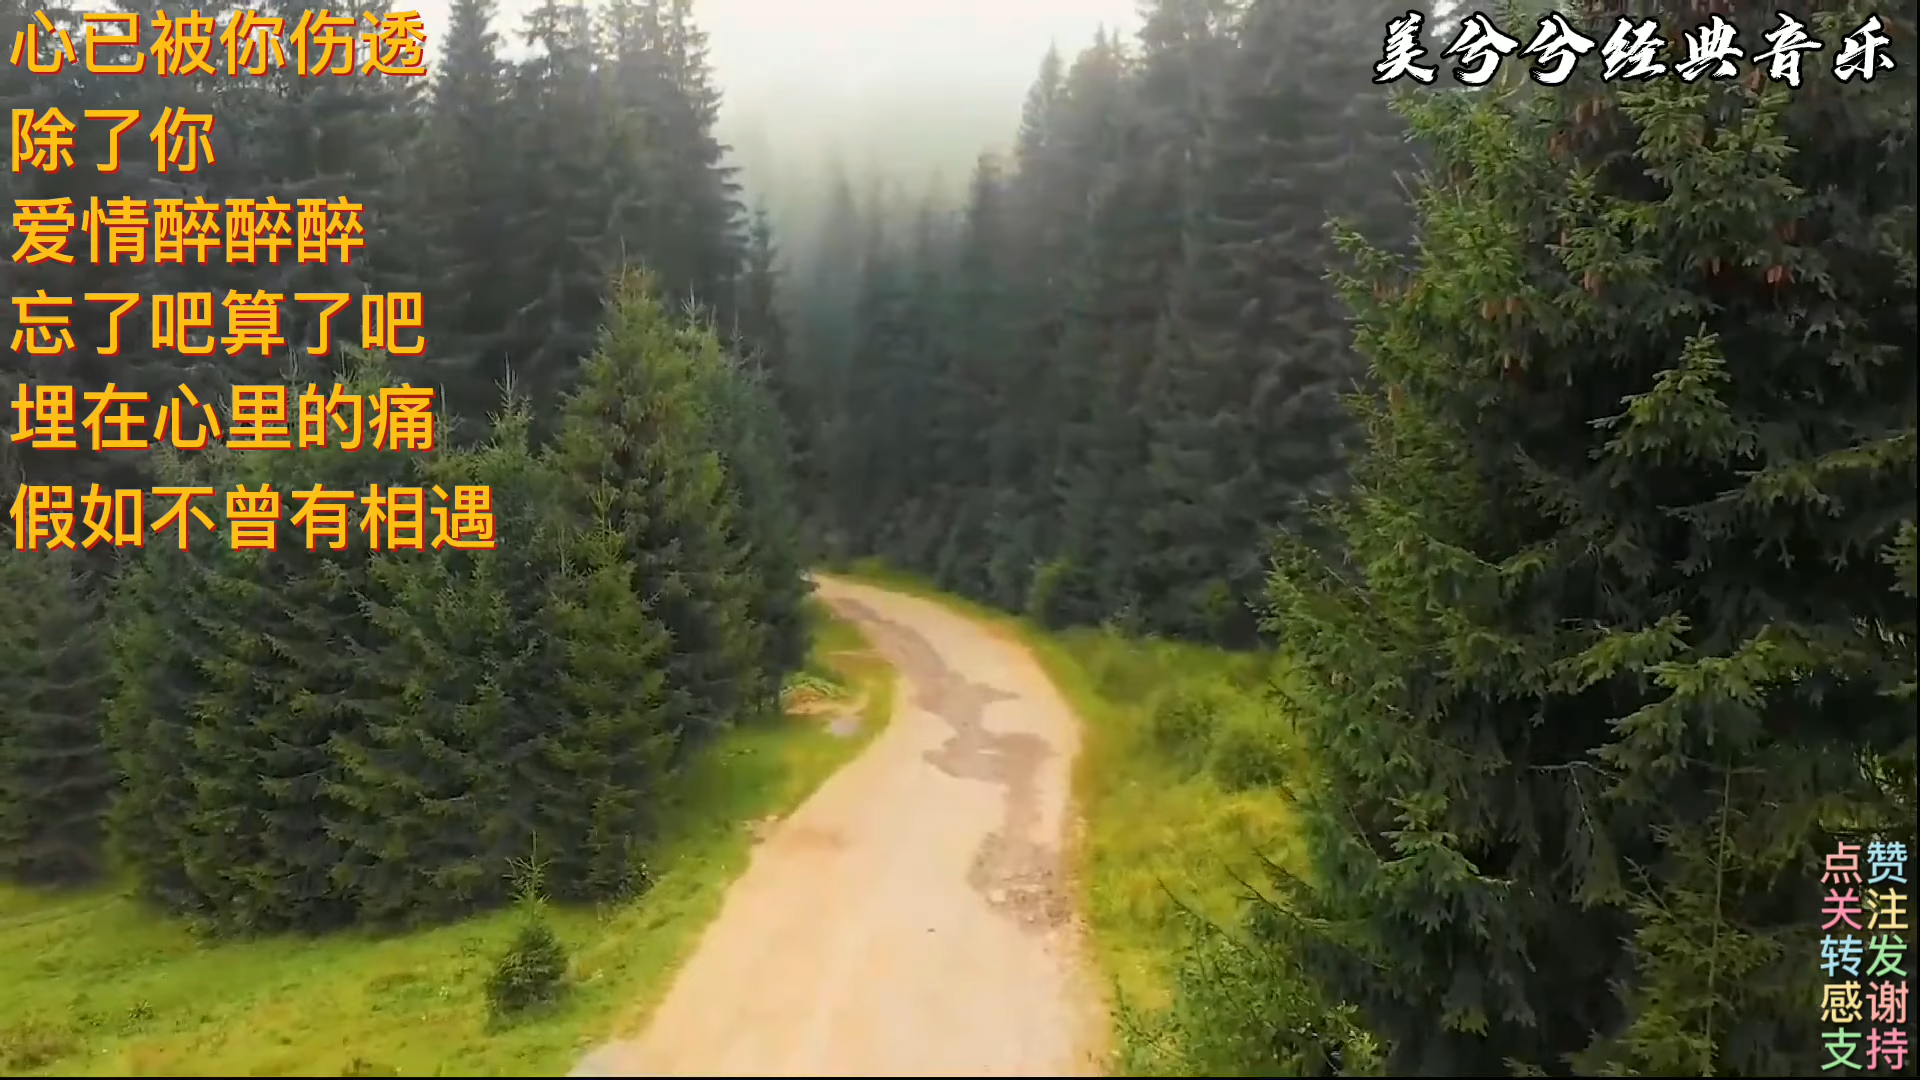 心已被你伤透
除了你
爱情醉醉醉
忘了吧算了吧
埋在心里的痛
假如不曾有相遇
美兮兮经典音乐
点赞
关注
转发
感谢
支持